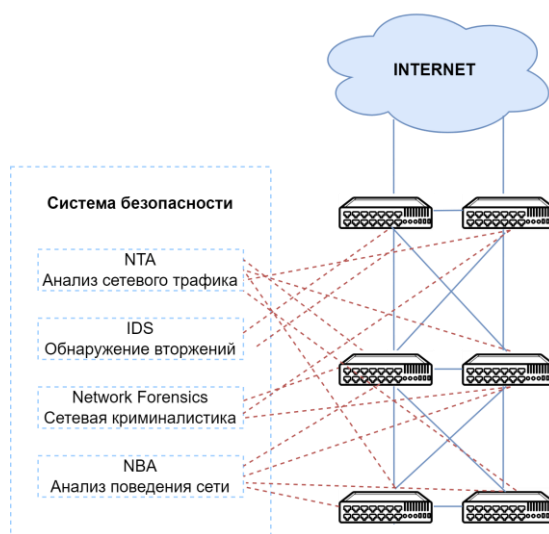 INTERNET
Система безопасности
NTA
Анализ сетевого трафика
IDS
Обнаружение вторжений
Network Forensics
Сетевая криминалистика
NBA
Анализ поведения сети